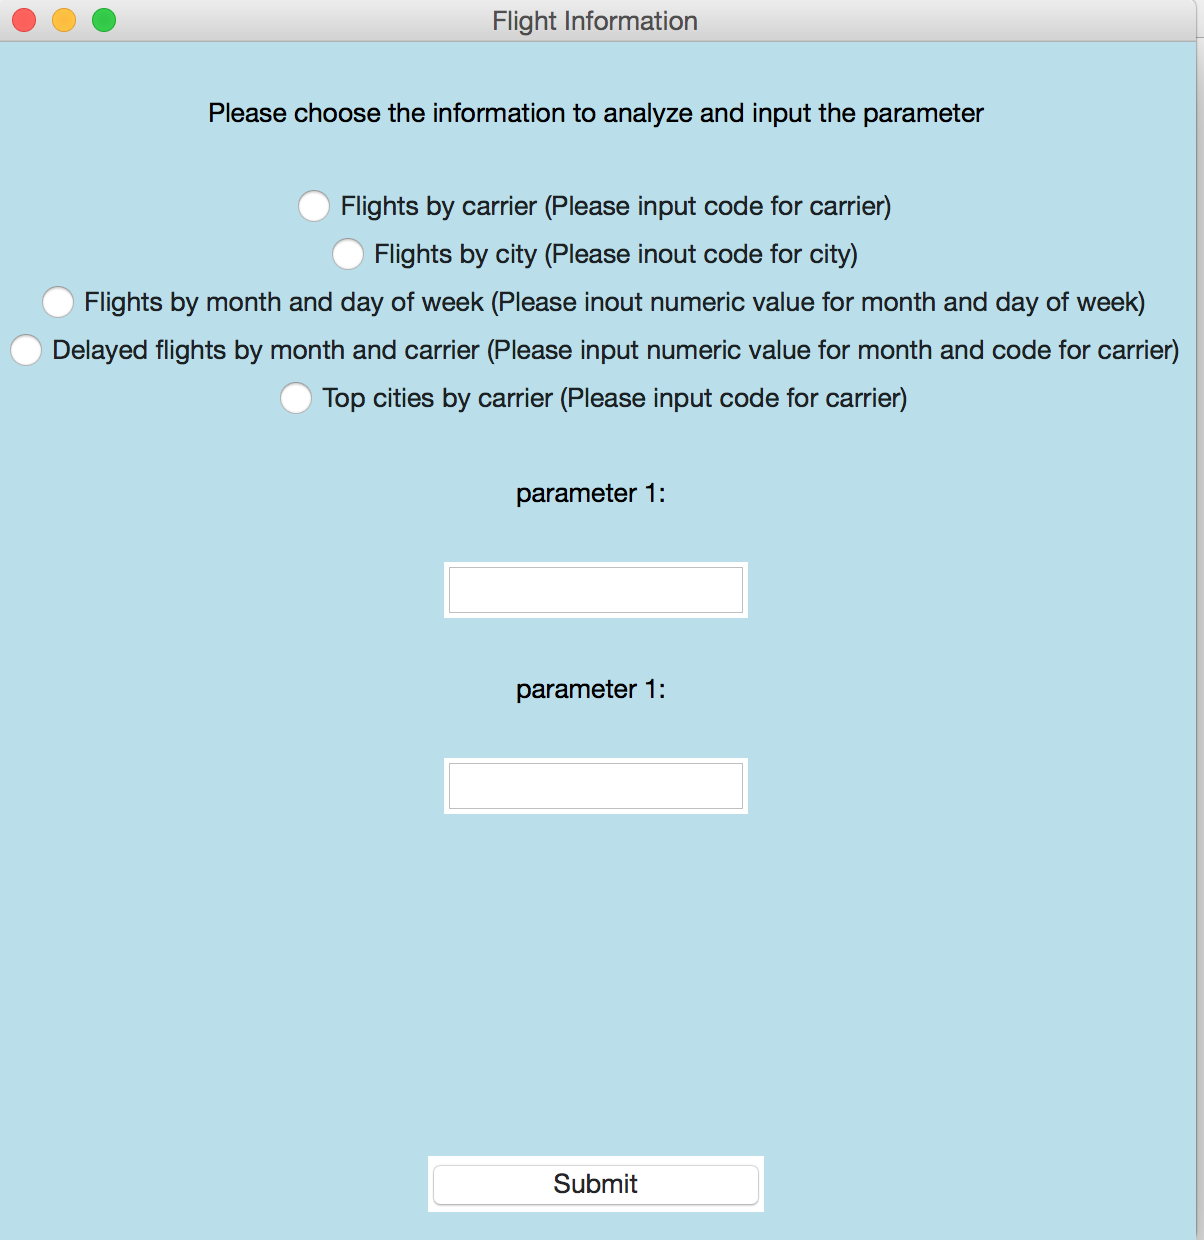 Flight Information
Please choose the information to analyze and input the parameter
Flights by carrier (Please input code for carrier)
Flights by city (Please inout code for city)
Flights by month and day of week (Please inout numeric value for month and day of week)
Delayed flights by month and carrier (Please input numeric value for month and code for carrier)
Top cities by carrier (Please input code for carrier)
parameter 1:
parameter 1:
Submit